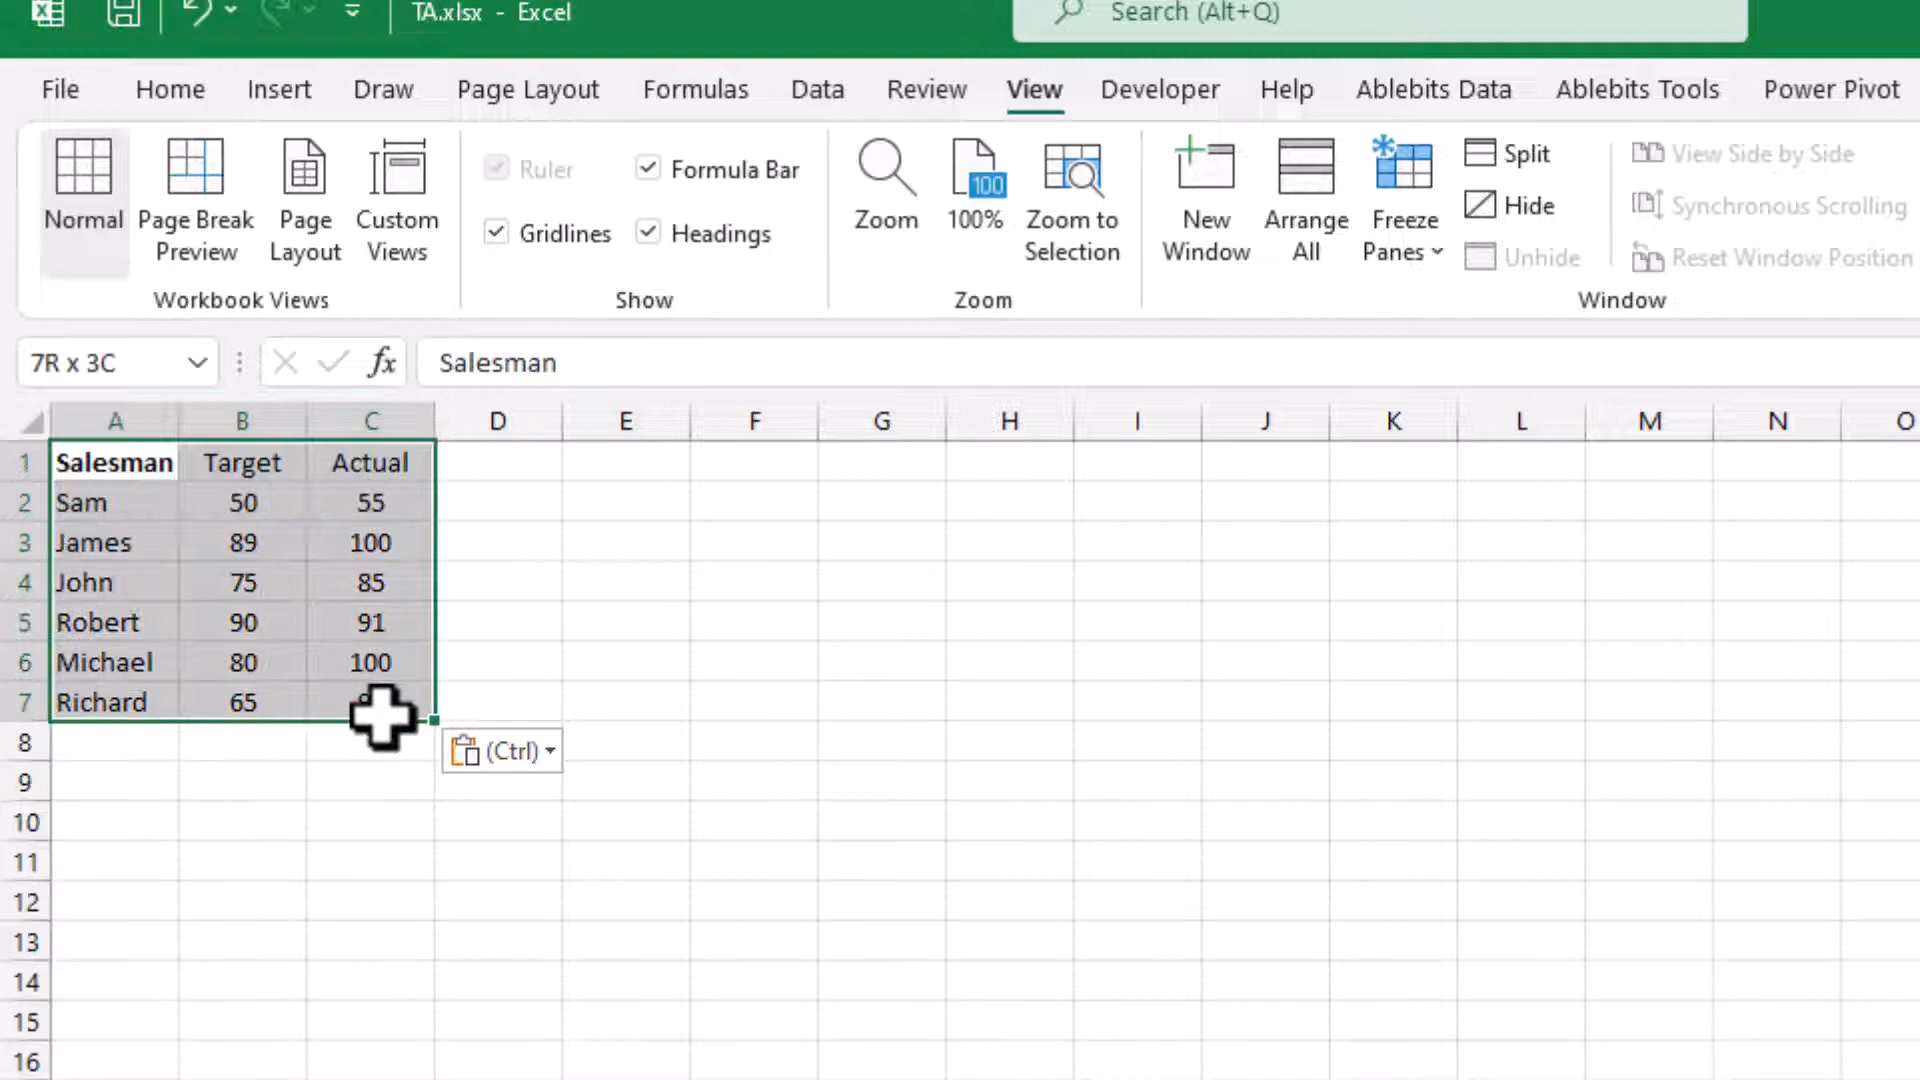 TA.xlsx - Excel
Search (Alt+Q)
File Home Insert Draw Page Layout Formulas Data Review View Developer Help Ablebits Data Ablebits Tools Power Pivot
Normal
Page Break Preview
Page Layout
Custom Views
Workbook Views
Ruler
Formula Bar
Gridlines
Headings
Show
Zoom
100
100%
Zoom to Selection
Zoom
New Window
Arrange All
Freeze Panes
Split
Hide
Unhide
View Side by Side
Synchronous Scrolling
Reset Window Position
Window
7R x 3C
fx
Salesman
A B C D E F G H I J K L M N O
1 Salesman Target Actual
2 Sam 50 55
3 James 89 100
4 John 75 85
5 Robert 90 91
6 Michael 80 100
7 Richard 65
(Ctrl)
8
9
10
11
12
13
14
15
16